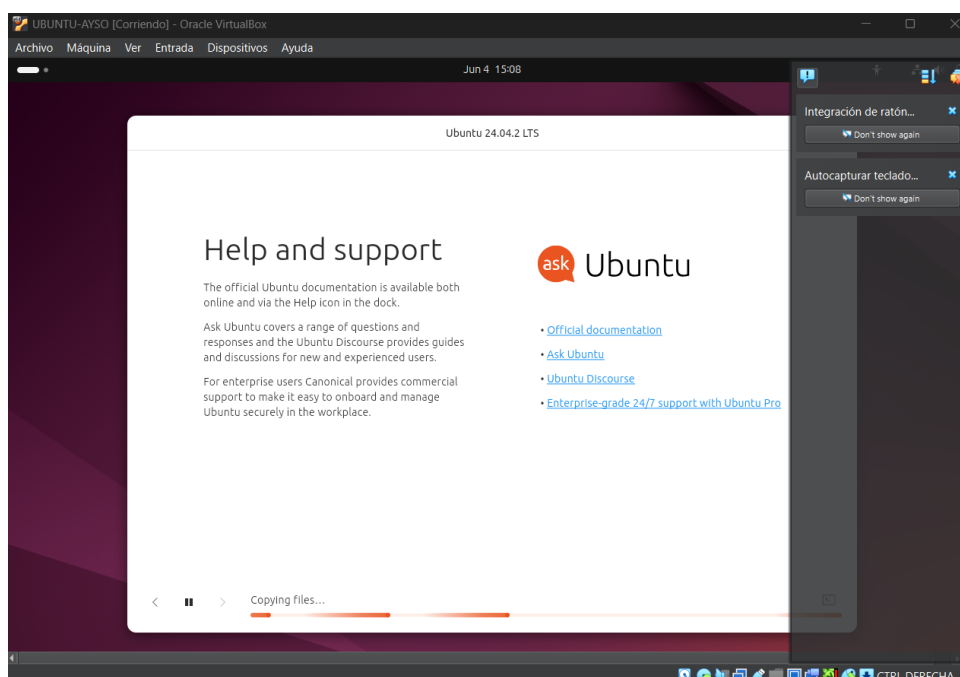 UBUNTU-AYSO [Corriendo] - Oracle VirtualBox
Archivo Máquina Ver Entrada Dispositivos Ayuda
Jun 4 15:08
Integración de ratón...
Don't show again
Autocapturar teclado...
Don't show again
Ubuntu 24.04.2 LTS
Help and support
The official Ubuntu documentation is available both
online and via the Help icon in the dock.
Ask Ubuntu covers a range of questions and
responses and the Ubuntu Discourse provides guides
and discussions for new and experienced users.
For enterprise users Canonical provides commercial
support to make it easy to onboard and manage
Ubuntu securely in the workplace.
ask Ubuntu
• Official documentation
• Ask Ubuntu
• Ubuntu Discourse
• Enterprise-grade 24/7 support with Ubuntu Pro
Copying files...
CTRL DERECHA